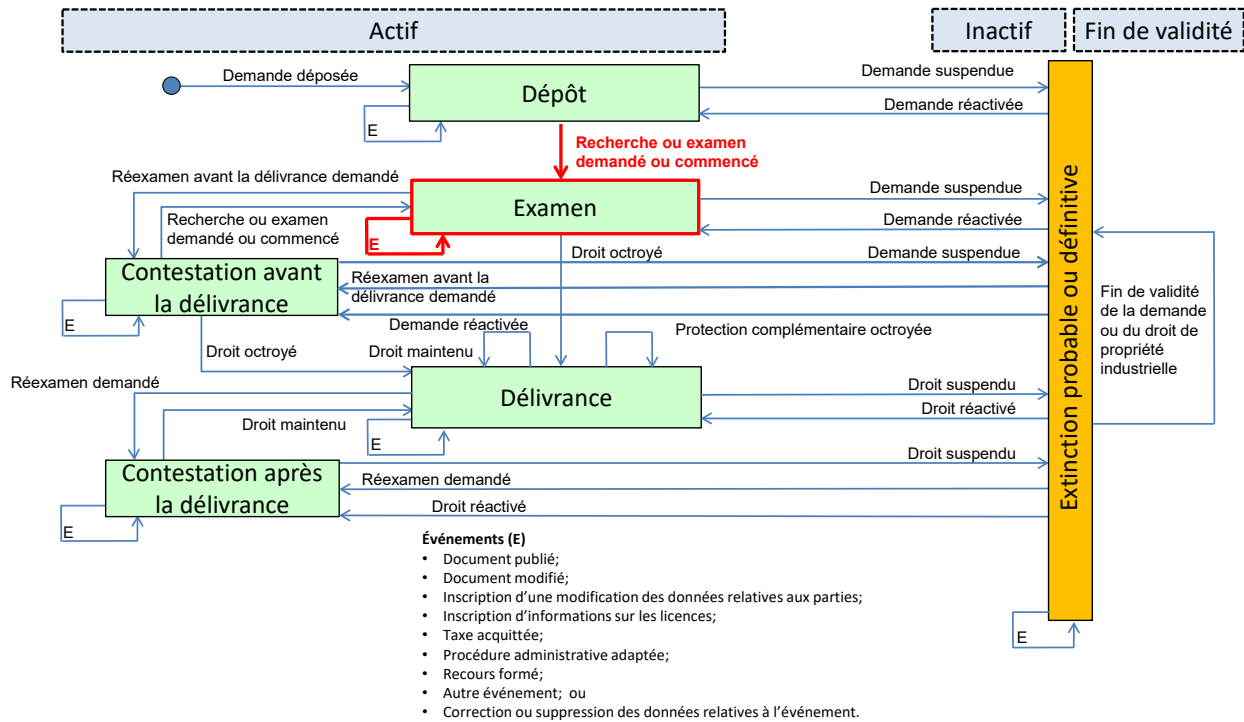 Actif
Inactif
Fin de validité
Demande déposée
Dépôt
Demande suspendue
Demande réactivée
E
Recherche ou examen
demandé ou commencé
Réexamen avant la délivrance demandé
Examen
Demande suspendue
Recherche ou examen
demandé ou commencé
E
Demande réactivée
Droit octroyé
Demande suspendue
Contestation avant
la délivrance
Réexamen avant la
délivrance demandé
E
Fin de validité
de la demande
ou du droit de
propriété
industrielle
Extinction probable ou définitive
Demande réactivée
Protection complémentaire octroyée
Droit octroyé
Droit maintenu
Réexamen demandé
Délivrance
Droit suspendu
Droit réactivé
Droit maintenu
E
Droit suspendu
Contestation après
la délivrance
Réexamen demandé
Droit réactivé
E
Événements (E)
• Document publié;
• Document modifié;
• Inscription d’une modification des données relatives aux parties;
• Inscription d’informations sur les licences;
• Taxe acquittée;
• Procédure administrative adaptée;
• Recours formé;
• Autre événement; ou
• Correction ou suppression des données relatives à l’événement.
E